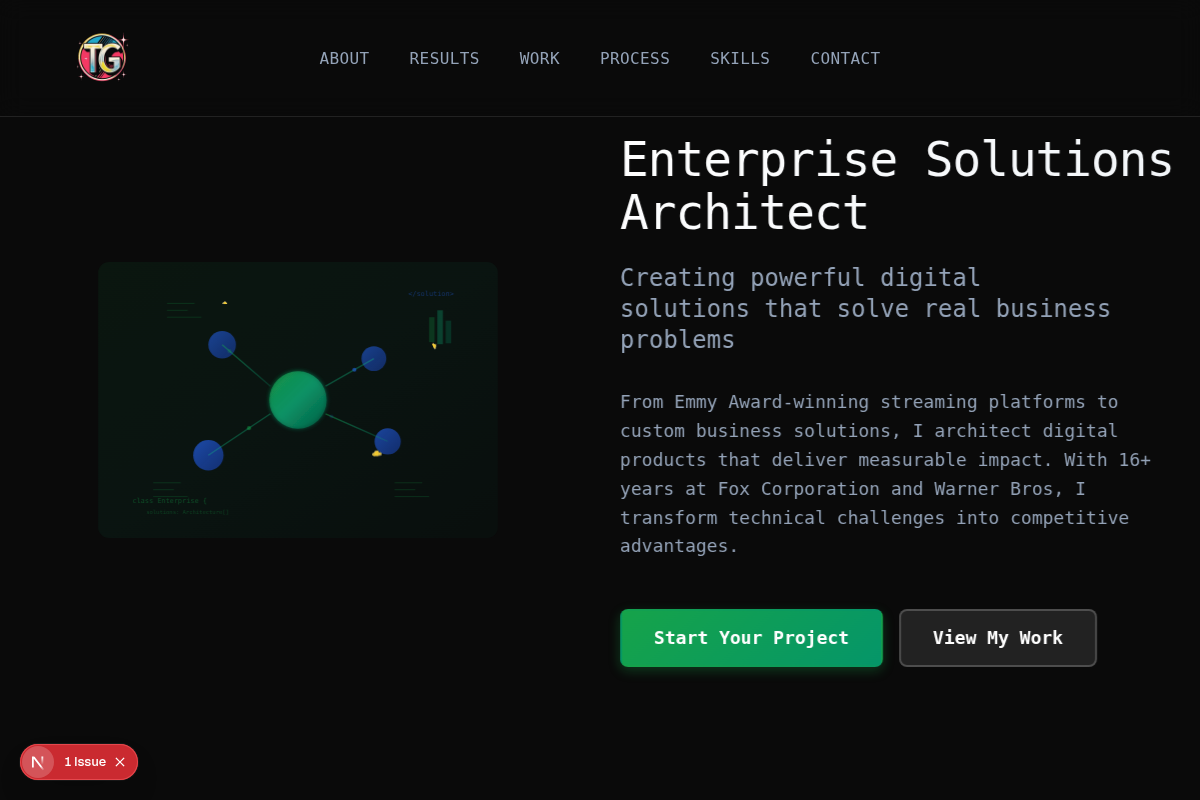 TG
ABOUT
RESULTS
WORK
PROCESS
SKILLS
CONTACT
</solution>
class Enterprise {
Enterprise Solutions
Architect
Creating powerful digital
solutions that solve real business
problems
From Emmy Award-winning streaming platforms to
custom business solutions, I architect digital
products that deliver measurable impact. With 16+
years at Fox Corporation and Warner Bros, I
transform technical challenges into competitive
advantages.
Start Your Project
View My Work
N
1 Issue